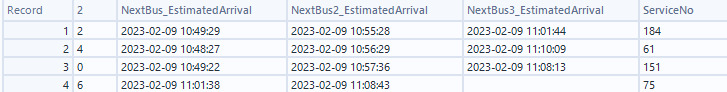 Record 2 NextBus_EstimatedArrival NextBus2_EstimatedArrival NextBus3_EstimatedArrival ServiceNo
1 2 2023-02-09 10:49:29 2023-02-09 10:55:28 2023-02-09 11:01:44 184
2 4 2023-02-09 10:48:27 2023-02-09 10:56:29 2023-02-09 11:10:09 61
3 0 2023-02-09 10:49:22 2023-02-09 10:57:36 2023-02-09 11:08:13 151
4 6 2023-02-09 11:01:38 2023-02-09 11:08:43 75